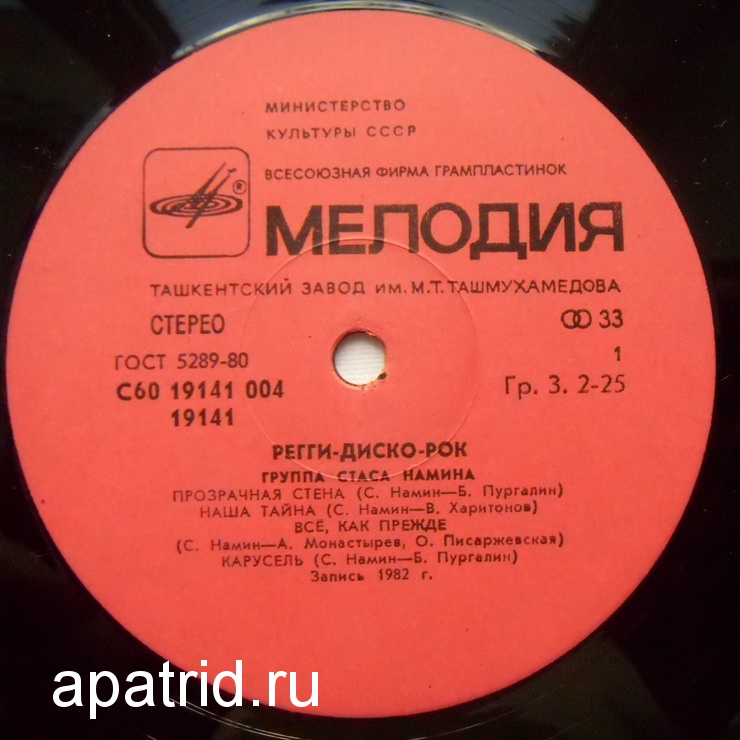 МИНИСТЕРСТВО
КУЛЬТУРЫ СССР
ВСЕСОЮЗНАЯ ФИРМА ГРАМПЛАСТИНОК
®
МЕЛОДИЯ
ТАШКЕНТСКИЙ ЗАВОД ИМ. М.Т. ТАШМУХАМЕДОВА
СТЕРЕО 33
ГОСТ 5289-80 1
С60 19141 004 Гр. 3. 2-25
19141
РЕГГИ-ДИСКО-РОК
ГРУППА СТАСА НАМИНА
ПРОЗРАЧНАЯ СТЕНА (С. Намин—Б. Пургалин)
НАША ТАЙНА (С. Намин—В. Харитонов)
ВСЁ, КАК ПРЕЖДЕ
(С. Намин—А. Монастырев, О. Писаржевская)
КАРУСЕЛЬ (С. Намин—Б. Пургалин)
Запись 1982 г.
apatrid.ru